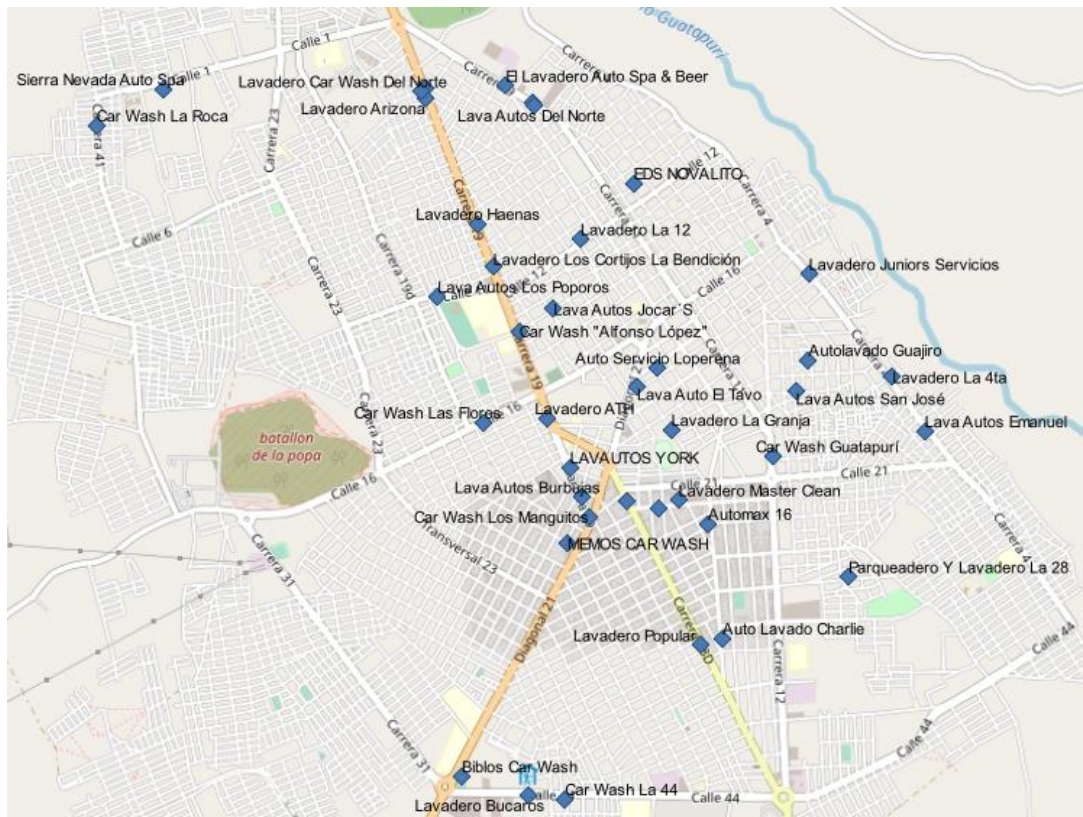 Guatapurí
Calle 1
Sierra Nevada Auto Spa
Calle 1
Lavadero Car Wash Del Norte
El Lavadero Auto Spa & Beer
Lavadero Arizona
Lava Autos Del Norte
Car Wash La Roca
Carrera 41
Carrera 23
Calle 12
EDS NOVALITO
Carrera 4
Lavadero Haenas
Carrera 19
Lavadero La 12
Calle 6
Lavadero Los Cortijos La Bendición
Lavadero Juniors Servicios
Calle 12
Calle 16
Carrera 19d
Lava Autos Los Poporos
Carrera 23
Lava Autos Jocar´S
Car Wash "Alfonso López"
Auto Servicio Loperena
Autolavado Guajiro
Carrera 19
Lavadero La 4ta
Lava Auto El Tavo
Lava Autos San José
Car Wash Las Flores
Calle 16
Lavadero ATH
Lavadero La Granja
Lava Autos Emanuel
batallon
de la popa
Carrera 23
Car Wash Guatapurí
LAVAUTOS YORK
Calle 21
Calle 21
Calle 16
Lava Autos Burbujas
Lavadero Master Clean
Car Wash Los Manguitos
Automax 16
Transversal 23
MEMOS CAR WASH
Carrera 31
Carrera 4
Parqueadero Y Lavadero La 28
Diagonal 21
Lavadero Popular
Auto Lavado Charlie
Calle 44
Carrera 12
Carrera 31
Calle 44
Biblos Car Wash
Car Wash La 44
Lavadero Bucaros
Calle 44